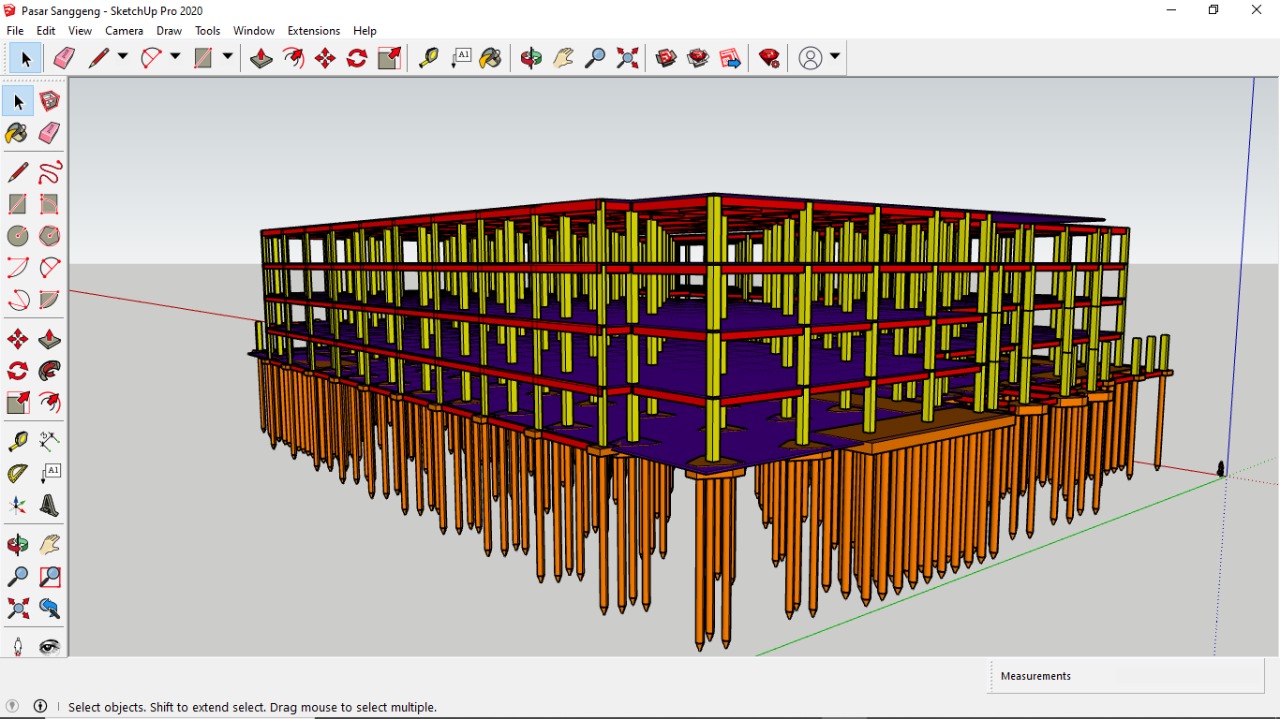 Pasar Sanggeng - SketchUp Pro 2020
File Edit View Camera Draw Tools Window Extensions Help
A1
A1
Measurements
Select objects. Shift to extend select. Drag mouse to select multiple.